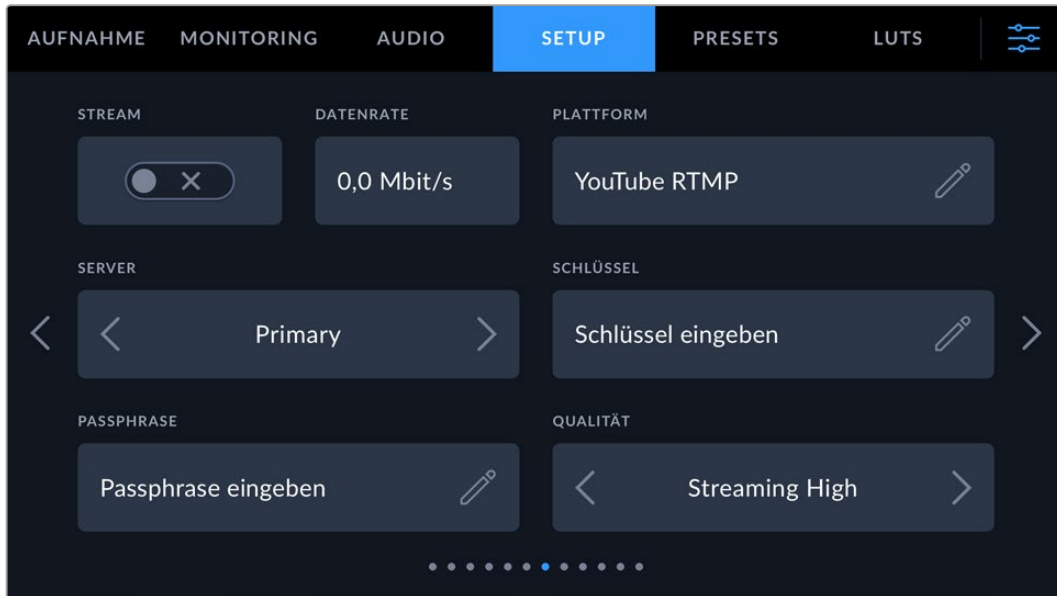 AUFNAHME MONITORING AUDIO SETUP PRESETS LUTS
STREAM DATENRATE PLATTFORM
0,0 Mbit/s YouTube RTMP
SERVER SCHLÜSSEL
Primary Schlüssel eingeben
PASSPHRASE QUALITÄT
Passphrase eingeben Streaming High